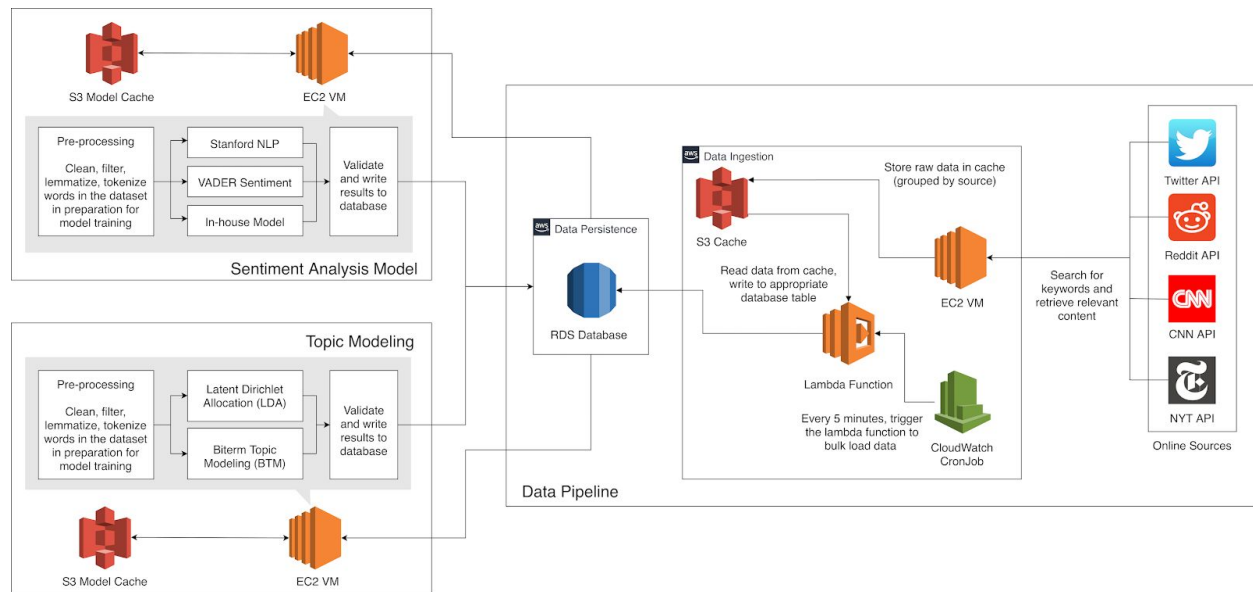 S3 Model Cache
EC2 VM
Pre-processing
Clean, filter,
lemmatize, tokenize
words in the dataset
in preparation for
model training
Stanford NLP
VADER Sentiment
In-house Model
Validate
and write
results to
database
Sentiment Analysis Model
Topic Modeling
Pre-processing
Clean, filter,
lemmatize, tokenize
words in the dataset
in preparation for
model training
Latent Dirichlet
Allocation (LDA)
Biterm Topic
Modeling (BTM)
Validate
and write
results to
database
S3 Model Cache
EC2 VM
aws
Data Persistence
RDS Database
Data Pipeline
aws
Data Ingestion
S3 Cache
Store raw data in cache
(grouped by source)
EC2 VM
Read data from cache,
write to appropriate
database table
Lambda Function
Every 5 minutes, trigger
the lambda function to
bulk load data
CloudWatch
CronJob
Search for
keywords and
retrieve relevant
content
Twitter API
Reddit API
CNN
CNN API
T
NYT API
Online Sources